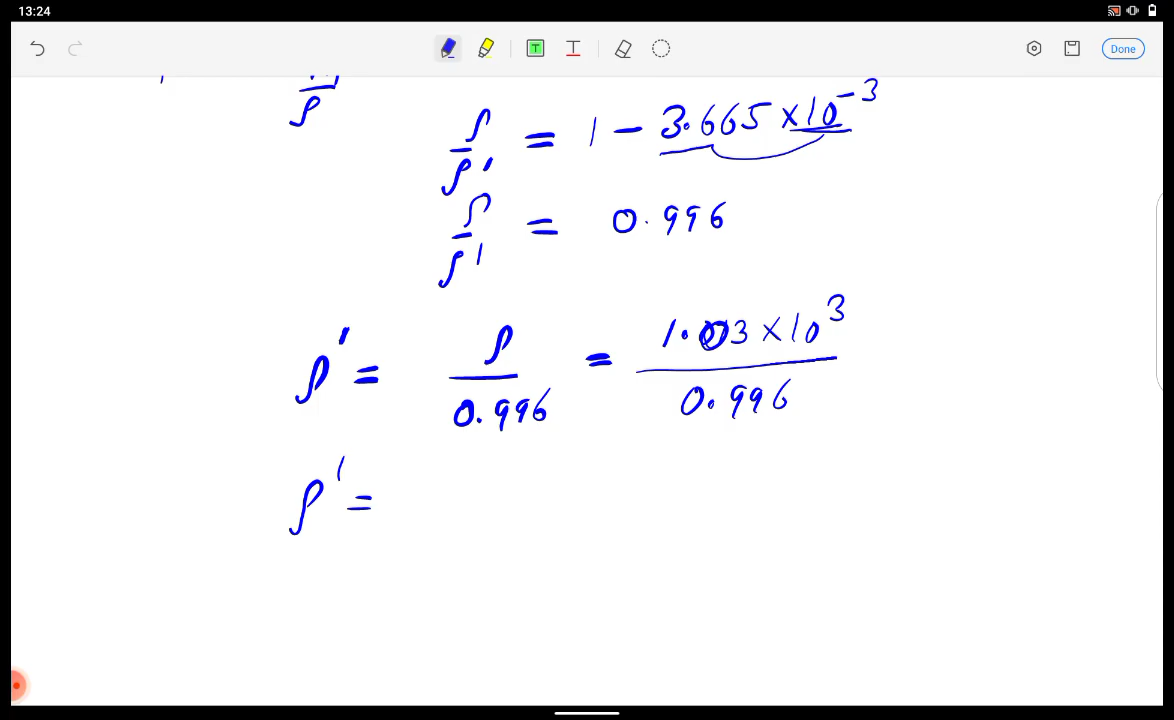 13:24
T T Done
ρ
ρ/ρ' = 1 - 3.665 × 10⁻³
ρ/ρ' = 0.996
ρ' = ρ/0.996 = 1.03 × 10³/0.996
ρ' =